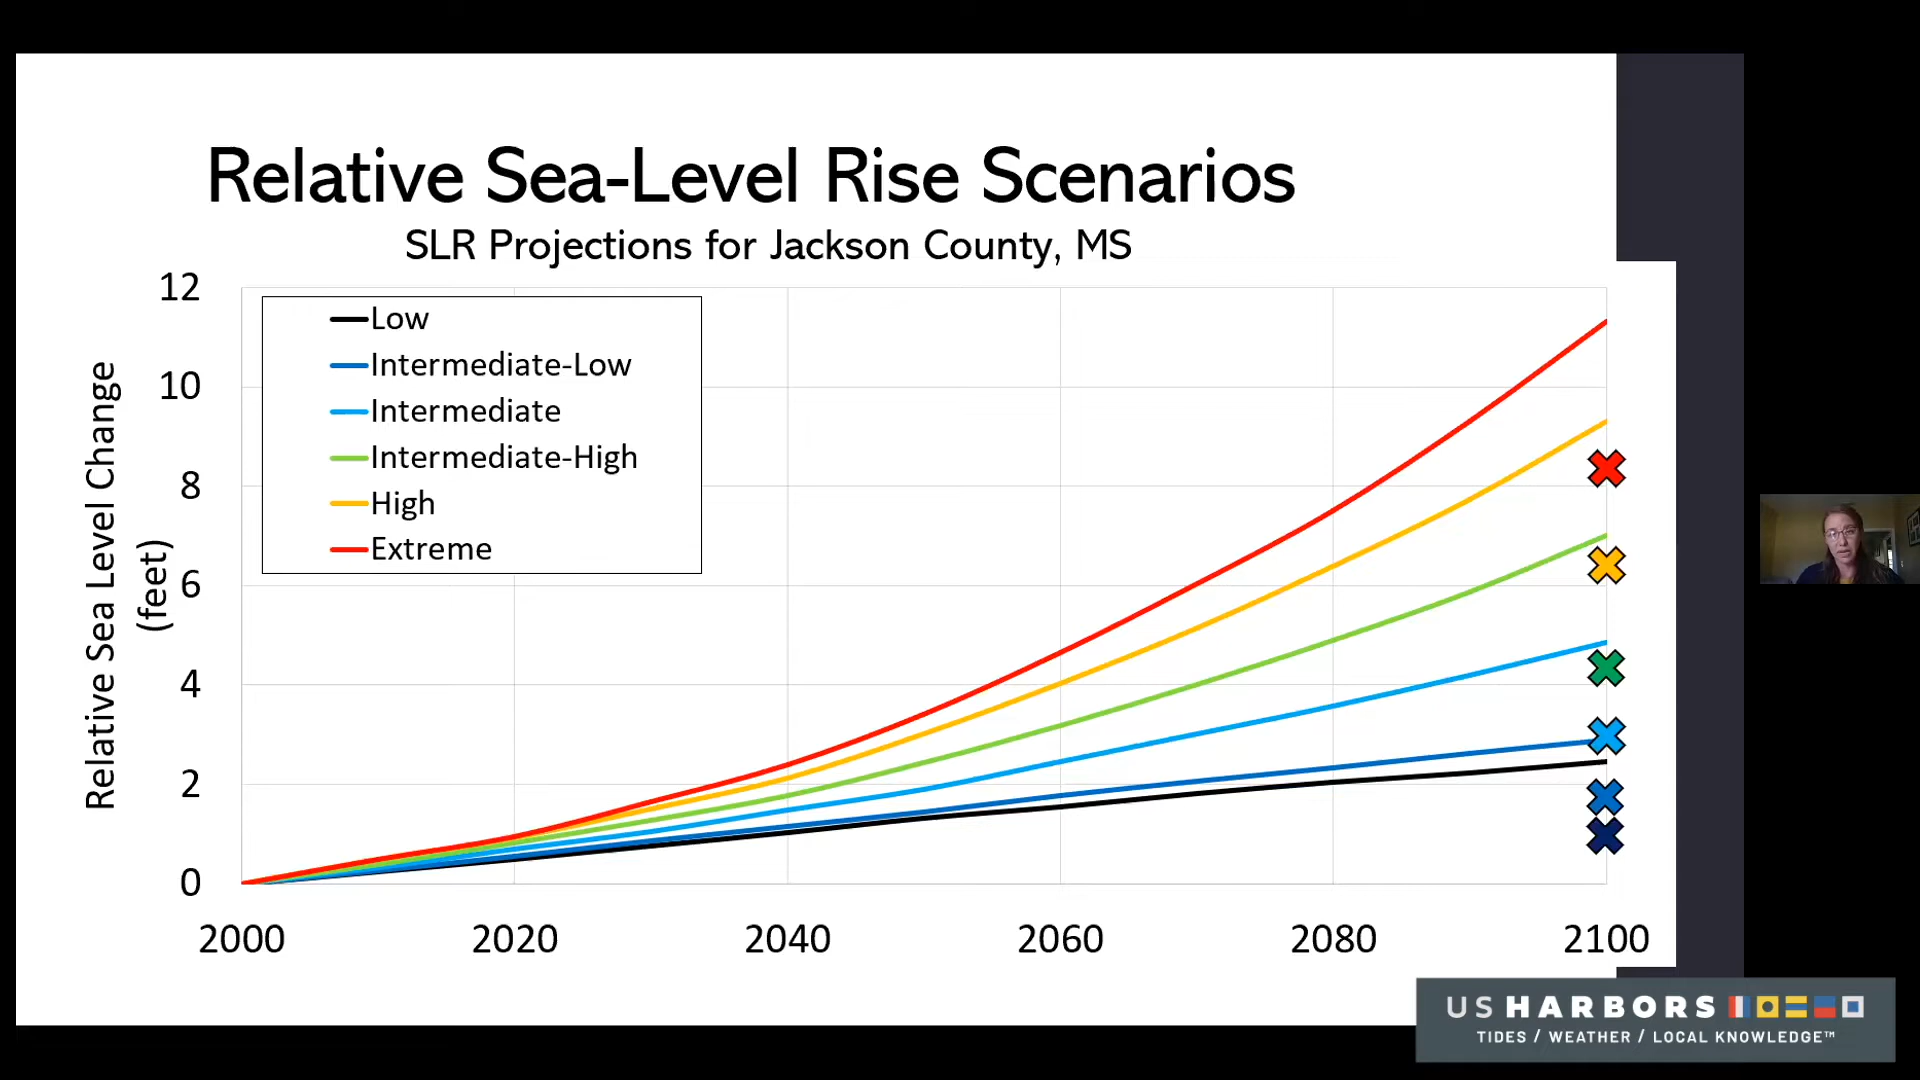 Relative Sea-Level Rise Scenarios
SLR Projections for Jackson County, MS
Relative Sea Level Change
(feet)
12
10
8
6
4
2
0
Low
Intermediate-Low
Intermediate
Intermediate-High
High
Extreme
2000 2020 2040 2060 2080 2100
US HARBORS
TIDES / WEATHER / LOCAL KNOWLEDGE™